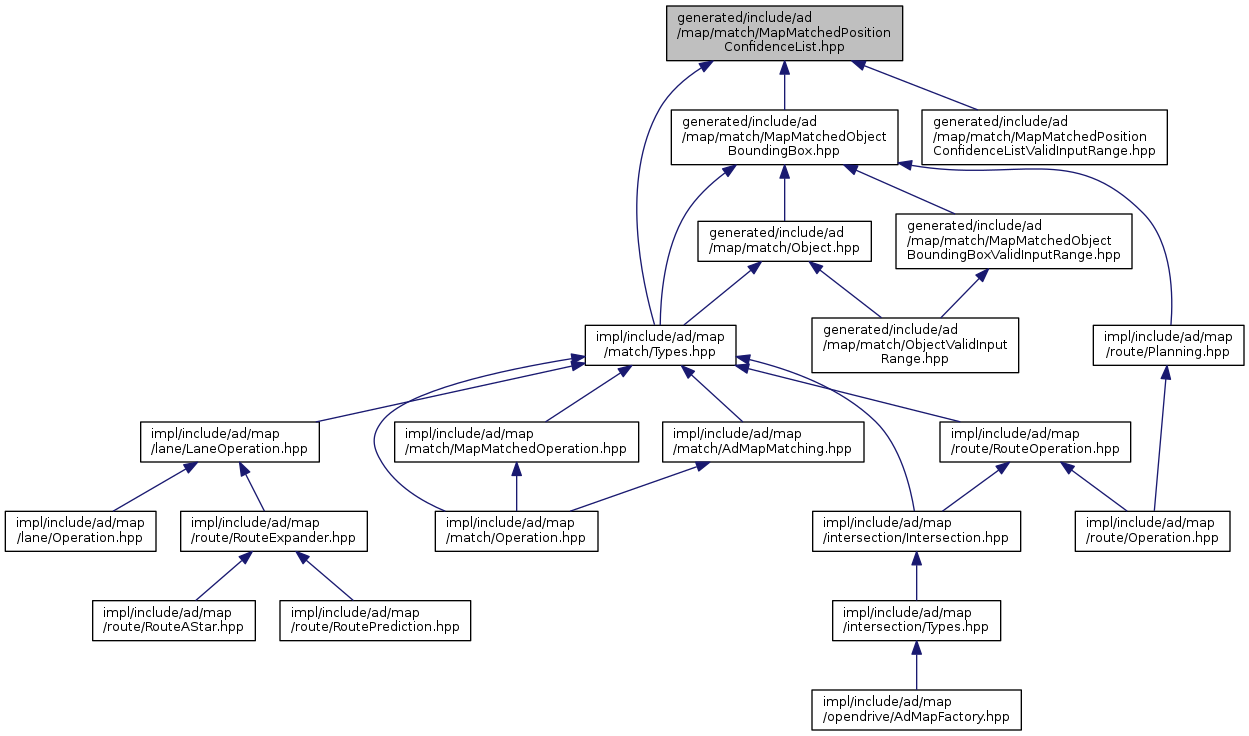 generated/include/ad
/map/match/MapMatchedPosition
ConfidenceList.hpp
generated/include/ad
/map/match/MapMatchedObject
BoundingBox.hpp
generated/include/ad
/map/match/MapMatchedPosition
ConfidenceListValidInputRange.hpp
generated/include/ad
/map/match/Object.hpp
generated/include/ad
/map/match/MapMatchedObject
BoundingBoxValidInputRange.hpp
impl/include/ad/map
/match/Types.hpp
generated/include/ad
/map/match/ObjectValidInput
Range.hpp
impl/include/ad/map
/route/Planning.hpp
impl/include/ad/map
/lane/LaneOperation.hpp
impl/include/ad/map
/match/MapMatchedOperation.hpp
impl/include/ad/map
/match/AdMapMatching.hpp
impl/include/ad/map
/route/RouteOperation.hpp
impl/include/ad/map
/lane/Operation.hpp
impl/include/ad/map
/route/RouteExpander.hpp
impl/include/ad/map
/match/Operation.hpp
impl/include/ad/map
/intersection/Intersection.hpp
impl/include/ad/map
/route/Operation.hpp
impl/include/ad/map
/route/RouteAStar.hpp
impl/include/ad/map
/route/RoutePrediction.hpp
impl/include/ad/map
/intersection/Types.hpp
impl/include/ad/map
/opendrive/AdMapFactory.hpp